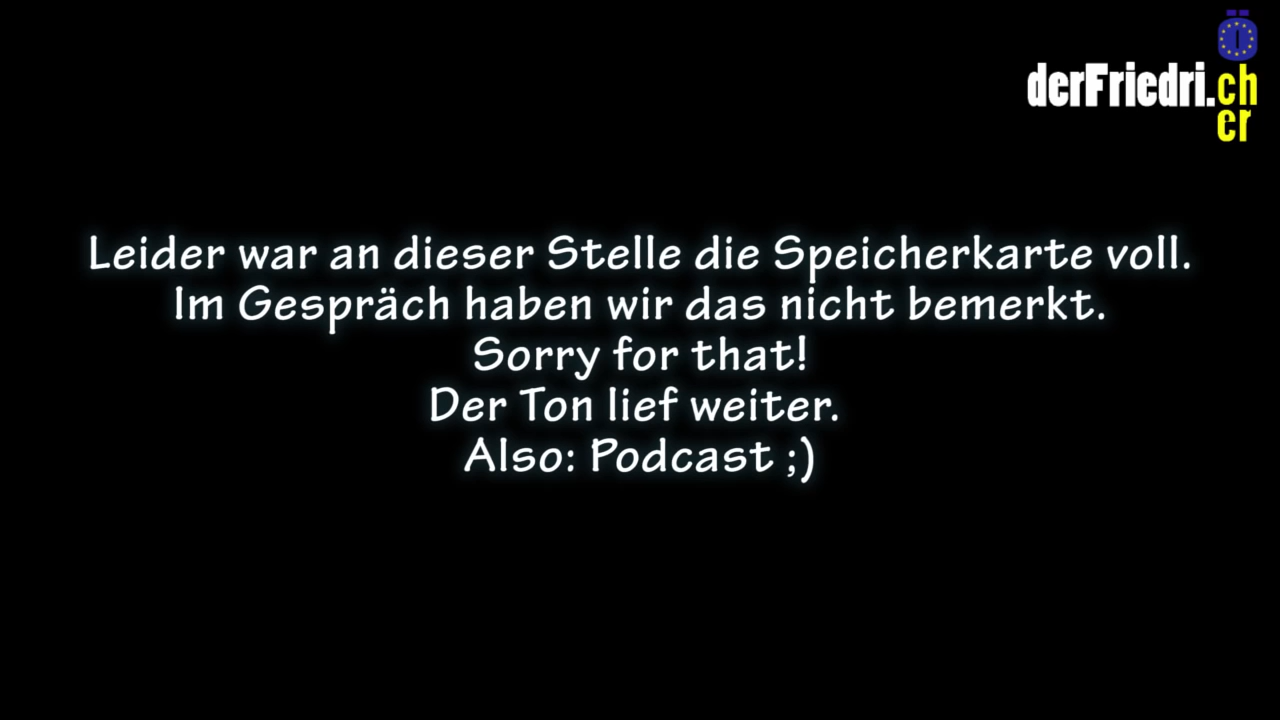 derFriedri.ch
er
Leider war an dieser Stelle die Speicherkarte voll.
Im Gespräch haben wir das nicht bemerkt.
Sorry for that!
Der Ton lief weiter.
Also: Podcast ;)